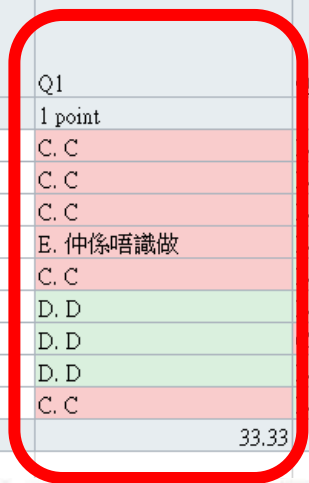 Q1
1 point
C. C
C. C
C. C
E. 仲係唔識做
C. C
D. D
D. D
D. D
C. C
33.33